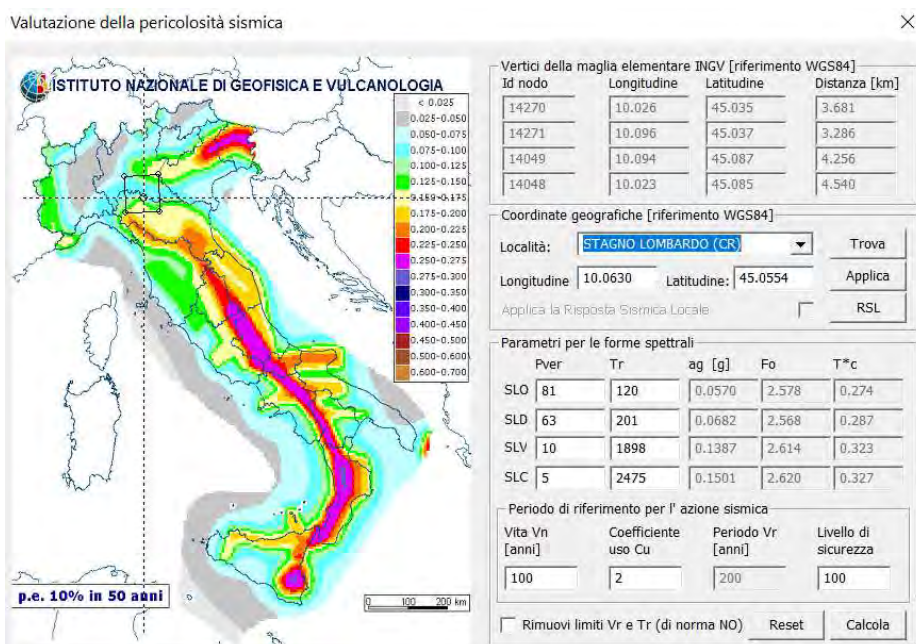 Valutazione della pericolosità sismica
ISTITUTO NAZIONALE DI GEOFISICA E VULCANOLOGIA
< 0.025
0.025-0.050
0.050-0.075
0.075-0.100
0.100-0.125
0.125-0.150
0.150-0.175
0.175-0.200
0.200-0.225
0.225-0.250
0.250-0.275
0.275-0.300
0.300-0.350
0.350-0.400
0.400-0.450
0.450-0.500
0.500-0.600
0.600-0.700
p.e. 10% in 50 anni
0 100 200 km
Vertici della maglia elementare INGV [riferimento WGS84]
Id nodo Longitudine Latitudine Distanza [km]
14270 10.026 45.035 3.681
14271 10.096 45.037 3.286
14049 10.094 45.087 4.256
14048 10.023 45.085 4.540
Coordinate geografiche [riferimento WGS84]
Località: STAGNO LOMBARDO (CR) Trova
Longitudine 10.0630 Latitudine: 45.0554 Applica
Applica la Risposta Sismica Locale RSL
Parametri per le forme spettrali
Pver Tr ag [g] Fo T*c
SLO 81 120 0.0570 2.578 0.274
SLD 63 201 0.0682 2.568 0.287
SLV 10 1898 0.1387 2.614 0.323
SLC 5 2475 0.1501 2.620 0.327
Periodo di riferimento per l' azione sismica
Vita Vn Coefficiente Periodo Vr Livello di
[anni] uso Cu [anni] sicurezza
100 2 200 100
Rimuovi limiti Vr e Tr (di norma NO) Reset Calcola